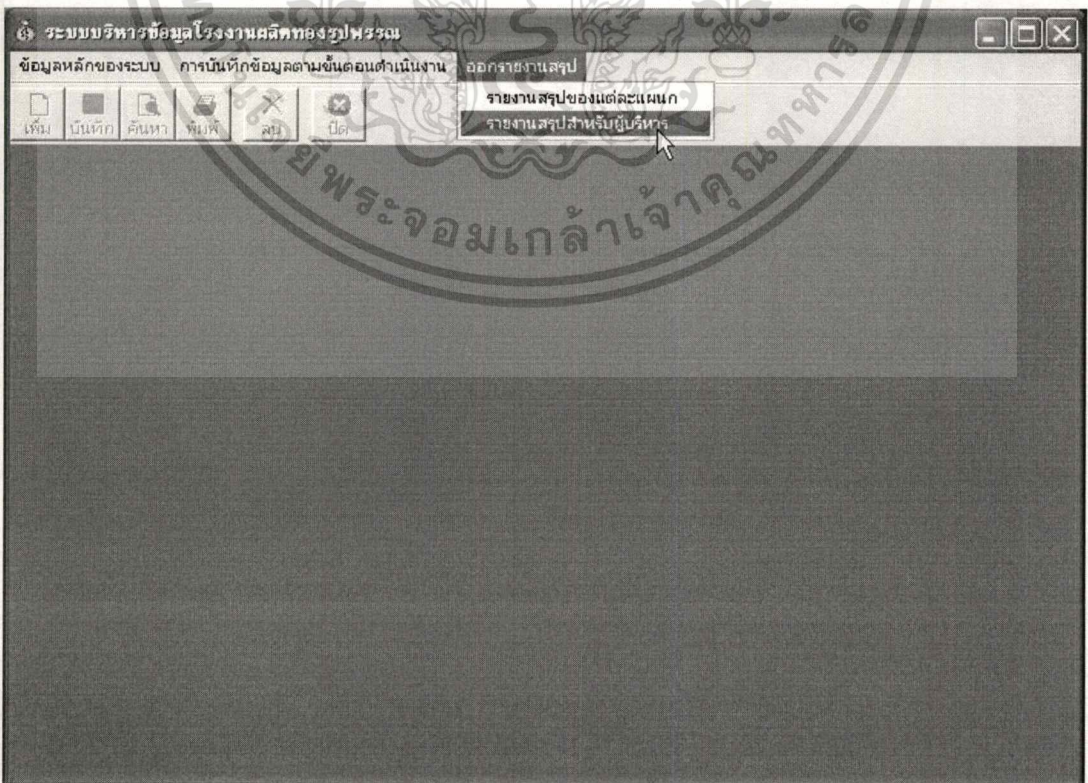 ระบบบริหารข้อมูลโรงงานผลิตทองรูปพรรณ
ข้อมูลหลักของระบบ การบันทึกข้อมูลตามขั้นตอนดำเนินงาน ออกรายงานสรุป
เพิ่ม บันทึก ค้นหา พิมพ์ ลบ ปิด
รายงานสรุปของแต่ละแผนก
รายงานสรุปสำหรับผู้บริหาร
พระจอมเกล้าเจ้าคุณทหาร